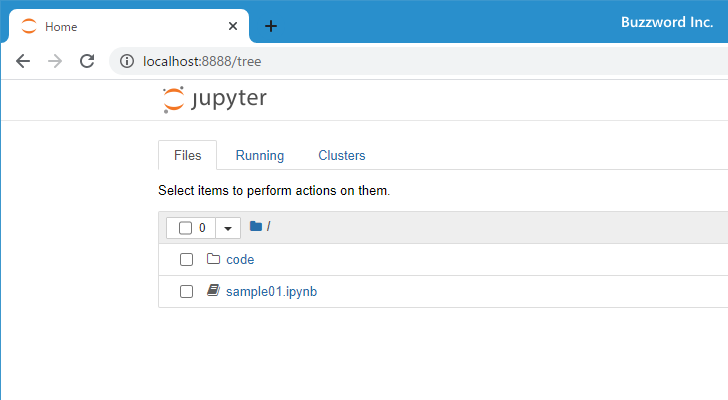 Home
Buzzword Inc.
localhost:8888/tree
jupyter
Files Running Clusters
Select items to perform actions on them.
0 /
code
sample01.ipynb